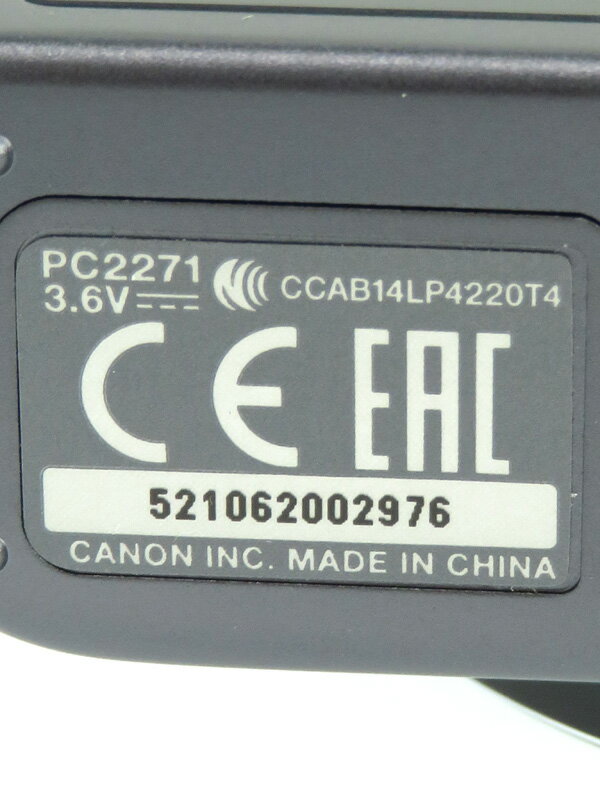 PC2271
3.6V CCAB14LP4220T4
CE EAC
521062002976
CANON INC. MADE IN CHINA